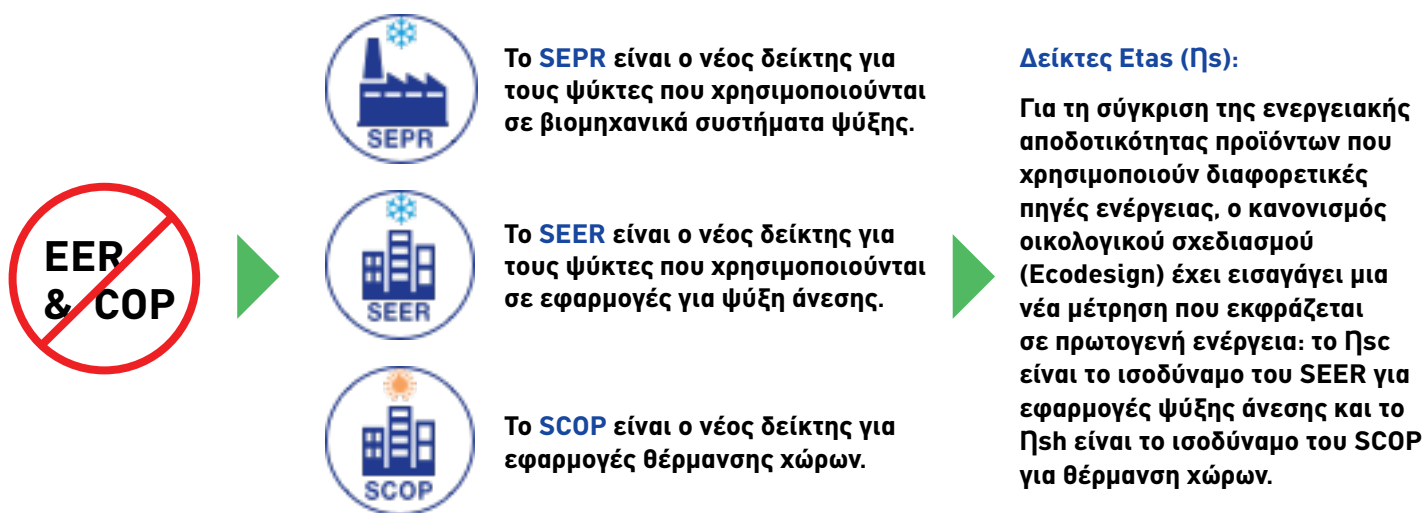 EER
& COP
SEPR
Το SEPR είναι ο νέος δείκτης για
τους ψύκτες που χρησιμοποιούνται
σε βιομηχανικά συστήματα ψύξης.
SEER
Το SEER είναι ο νέος δείκτης για
τους ψύκτες που χρησιμοποιούνται
σε εφαρμογές για ψύξη άνεσης.
SCOP
Το SCOP είναι ο νέος δείκτης για
εφαρμογές θέρμανσης χώρων.
Δείκτες Etas (Ƞs):
Για τη σύγκριση της ενεργειακής
αποδοτικότητας προϊόντων που
χρησιμοποιούν διαφορετικές
πηγές ενέργειας, ο κανονισμός
οικολογικού σχεδιασμού
(Ecodesign) έχει εισαγάγει μια
νέα μέτρηση που εκφράζεται
σε πρωτογενή ενέργεια: το Ƞsc
είναι το ισοδύναμο του SEER για
εφαρμογές ψύξης άνεσης και το
Ƞsh είναι το ισοδύναμο του SCOP
για θέρμανση χώρων.